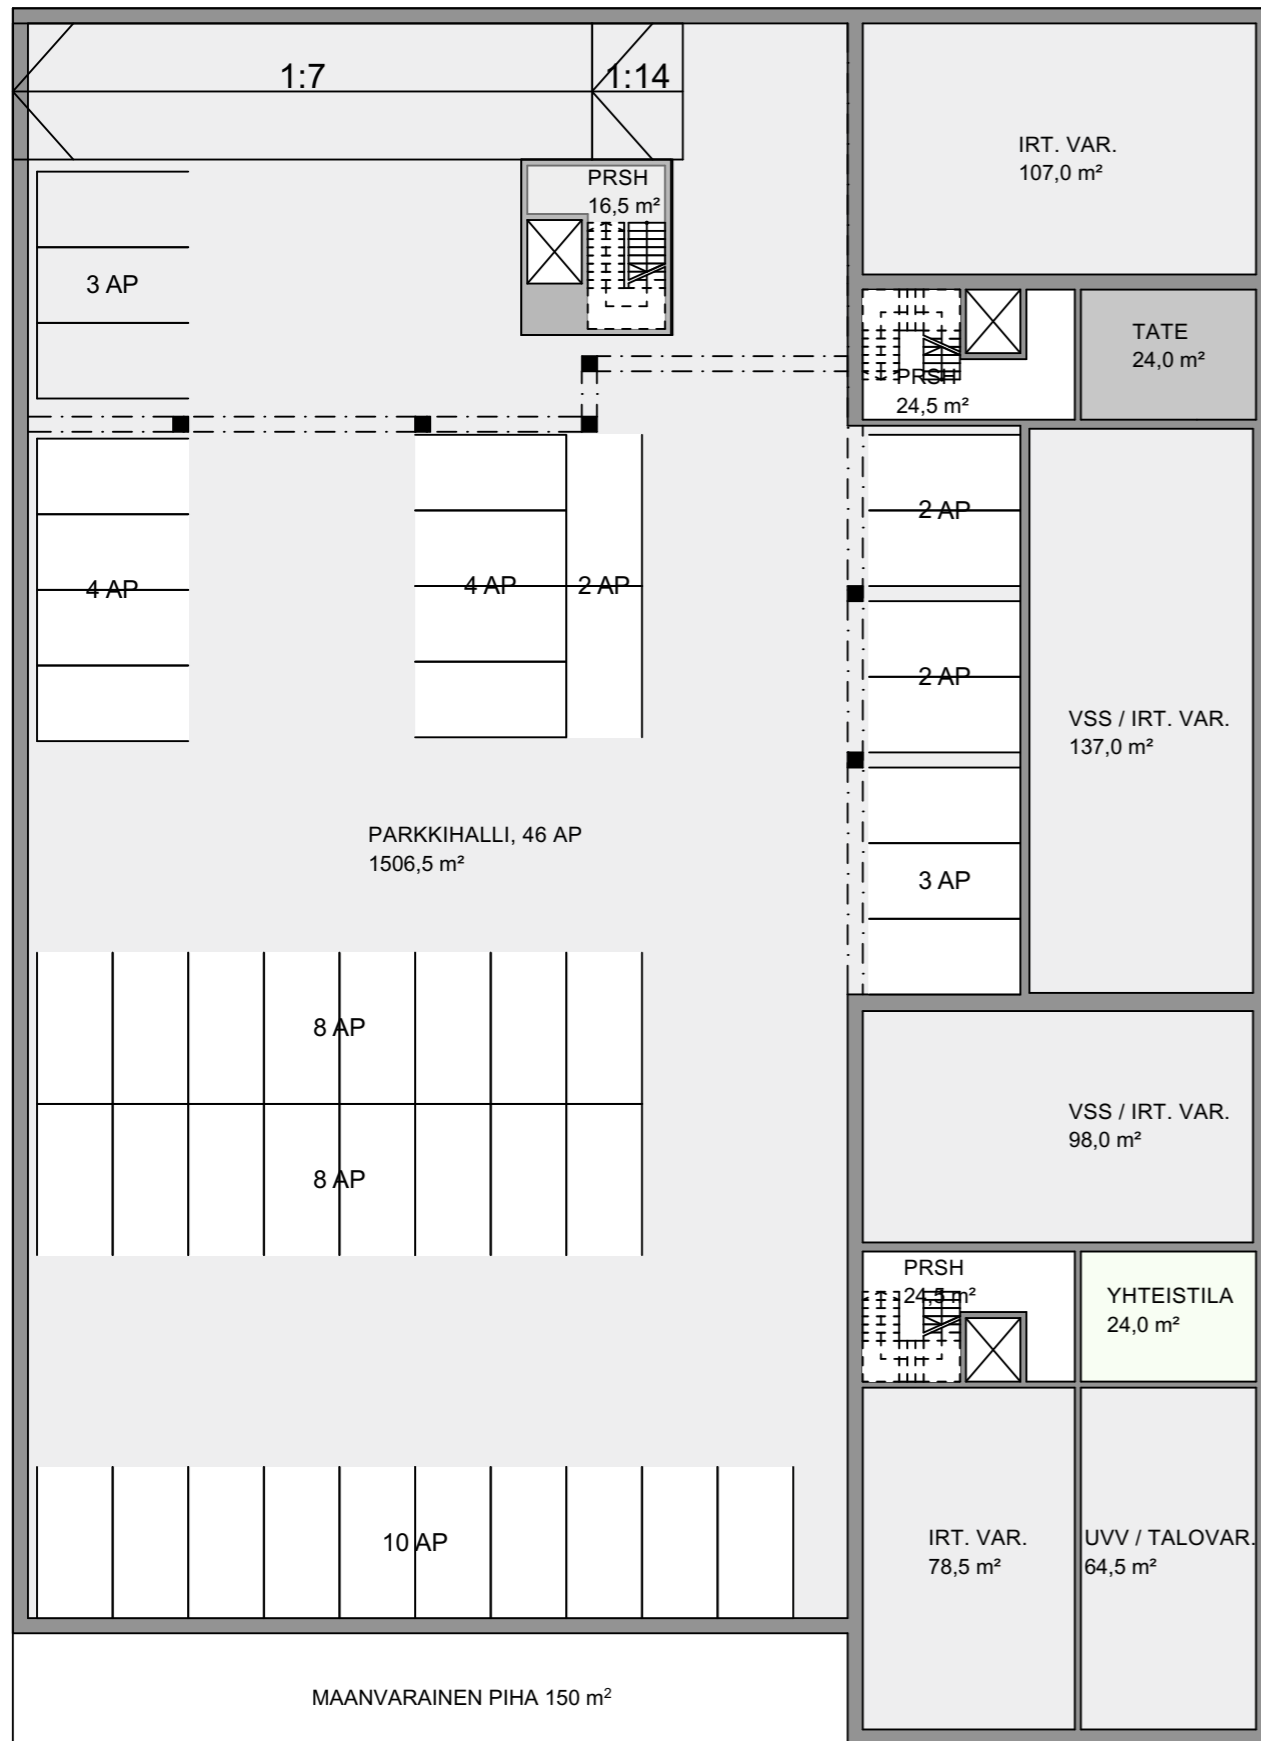 1:7
1:14
IRT. VAR.
107,0 m²
PRSH
16,5 m²
3 AP
TATE
24,0 m²
PRSH
24,5 m²
2 AP
4 AP
4 AP
2 AP
2 AP
VSS / IRT. VAR.
137,0 m²
PARKKIHALLI, 46 AP
1506,5 m²
3 AP
8 AP
VSS / IRT. VAR.
98,0 m²
8 AP
PRSH
24,5 m²
YHTEISTILA
24,0 m²
10 AP
IRT. VAR.
78,5 m²
UVV / TALOVAR.
64,5 m²
MAANVARAINEN PIHA 150 m²